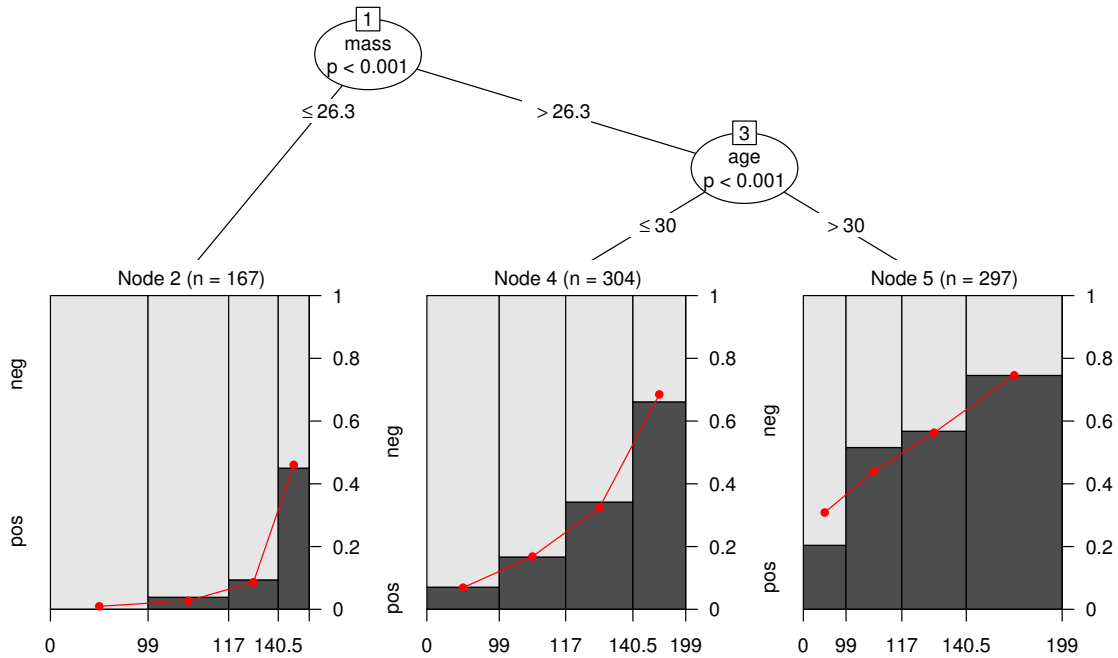 1
mass
p < 0.001
≤ 26.3
> 26.3
3
age
p < 0.001
≤ 30
> 30
Node 2 (n = 167)
neg
pos
0
99
117
140.5
0
0.2
0.4
0.6
0.8
1
Node 4 (n = 304)
neg
pos
0
99
117
140.5
199
0
0.2
0.4
0.6
0.8
1
Node 5 (n = 297)
neg
pos
0
99
117
140.5
199
0
0.2
0.4
0.6
0.8
1